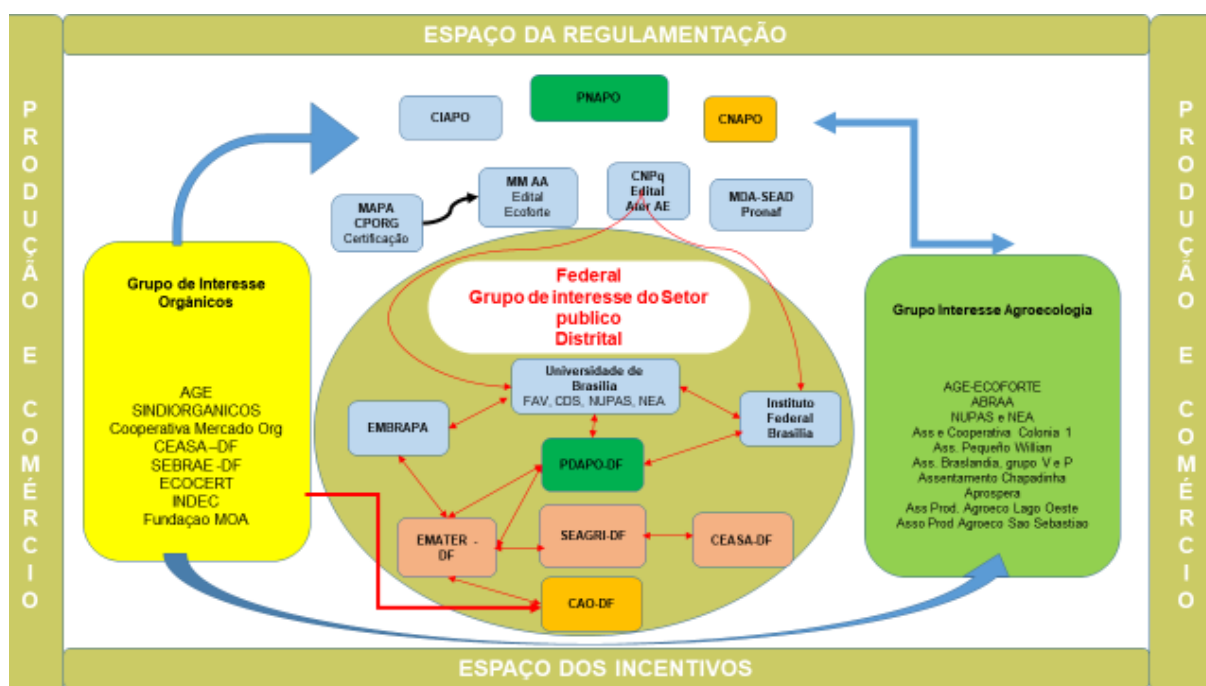 ESPAÇO DA REGULAMENTAÇÃO
PRODUÇÃO E COMÉRCIO
PNAPO
CIAPO
CNAPO
MAPA
CPORG
Certificação
MM AA
Edital
Ecoforte
CNPq
Edital
Ater AE
MDA-SEAD
Pronaf
Grupo de Interesse
Orgânicos
AGE
SINDIORGANICOS
Cooperativa Mercado Org
CEASA–DF
SEBRAE -DF
ECOCERT
INDEC
Fundaçao MOA
Federal
Grupo de interesse do Setor
publico
Distrital
Universidade de
Brasilia
FAV, CDS, NUPAS, NEA
EMBRAPA
Instituto
Federal
Brasilia
PDAPO-DF
EMATER -
DF
SEAGRI-DF
CEASA-DF
CAO-DF
Grupo Interesse Agroecologia
AGE-ECOFORTE
ABRAA
NUPAS e NEA
Ass e Cooperativa Colonia 1
Ass. Pequeño Willian
Ass. Braslandia, grupo V e P
Assentamento Chapadinha
Aprospera
Ass Prod. Agroeco Lago Oeste
Asso Prod Agroeco Sao Sebastiao
PRODUÇÃO E COMÉRCIO
ESPAÇO DOS INCENTIVOS